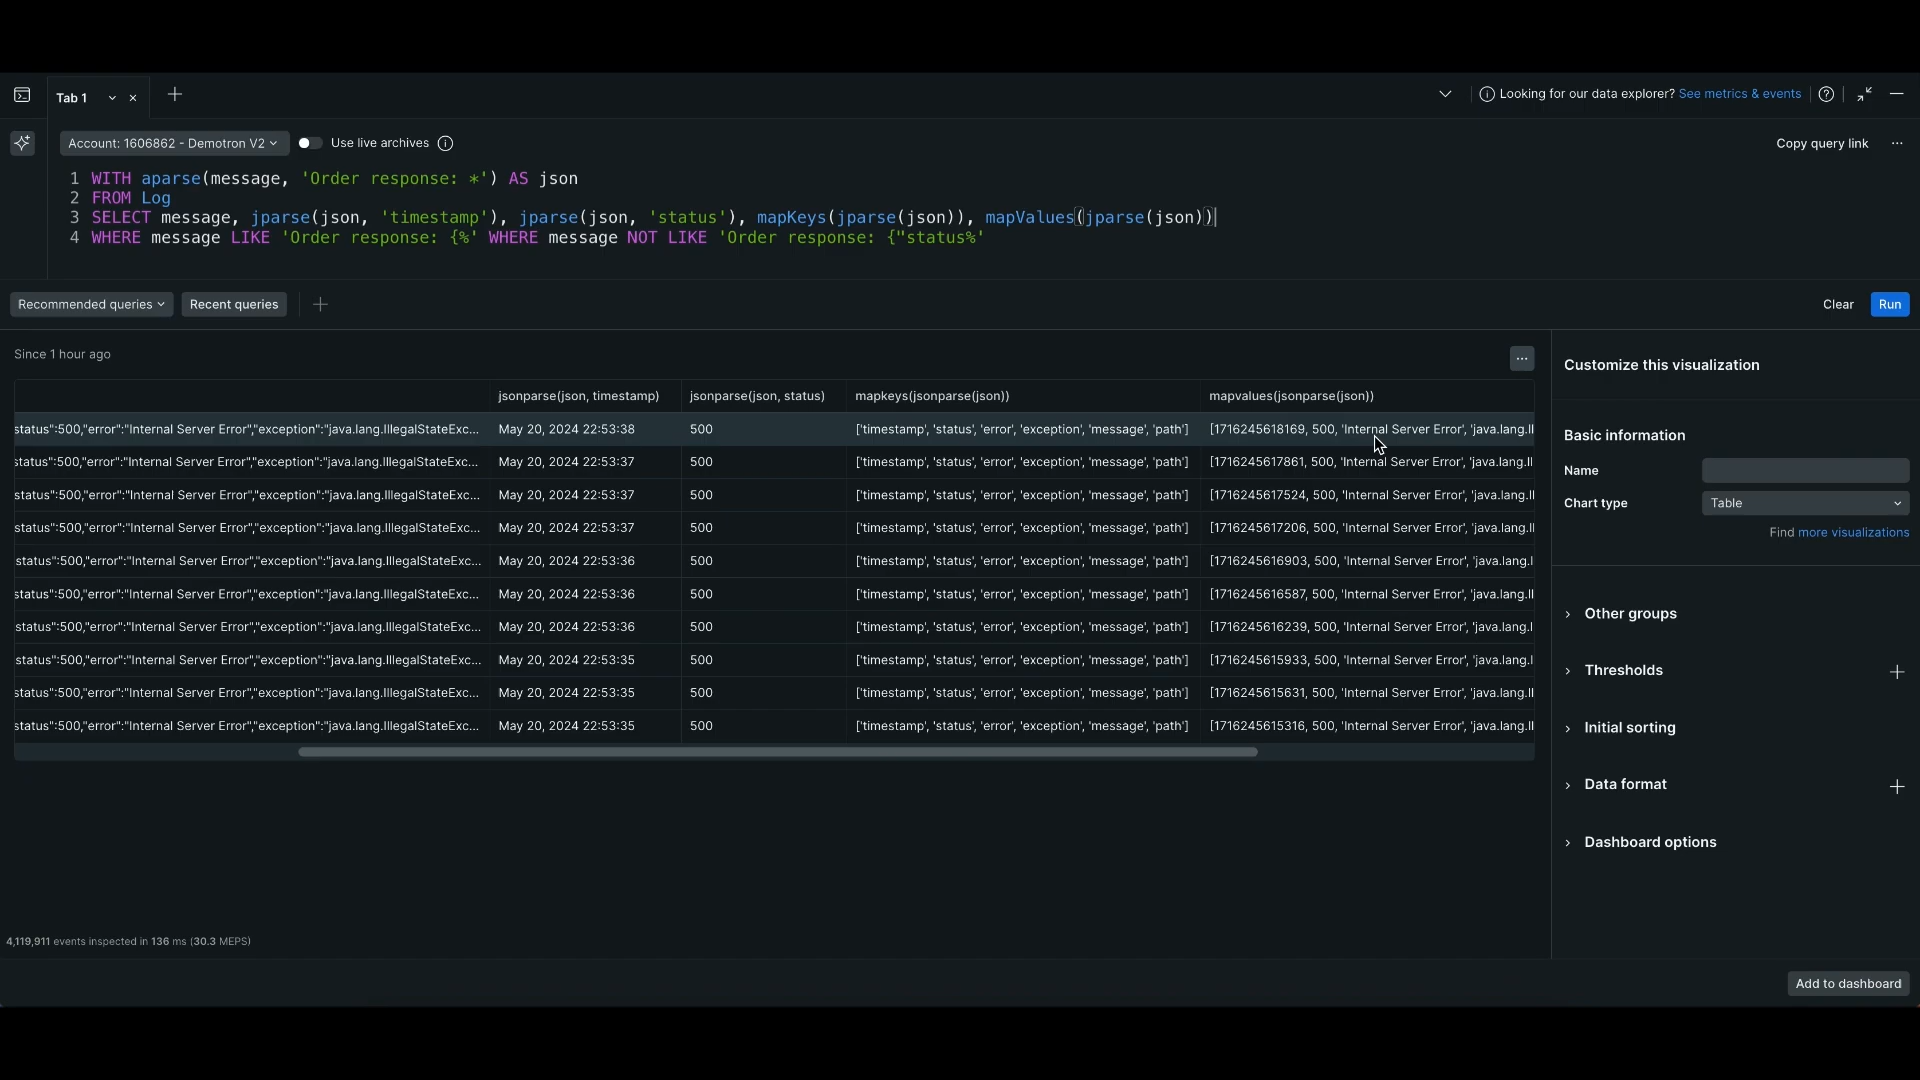 Tab 1
Looking for our data explorer? See metrics & events
Account: 1606862 - Demotron V2
Use live archives
Copy query link
1 WITH aparse(message, 'Order response: *') AS json
2 FROM Log
3 SELECT message, jparse(json, 'timestamp'), jparse(json, 'status'), mapKeys(jparse(json)), mapValues(jparse(json))
4 WHERE message LIKE 'Order response: {%' WHERE message NOT LIKE 'Order response: {"status%'
Recommended queries
Recent queries
Clear
Run
Since 1 hour ago
jsonparse(json, timestamp) jsonparse(json, status) mapkeys(jsonparse(json)) mapvalues(jsonparse(json))
status":500,"error":"Internal Server Error","exception":"java.lang.IllegalStateExc... May 20, 2024 22:53:38 500 ['timestamp', 'status', 'error', 'exception', 'message', 'path'] [1716245618169, 500, 'Internal Server Error', 'java.lang.Il
status":500,"error":"Internal Server Error","exception":"java.lang.IllegalStateExc... May 20, 2024 22:53:37 500 ['timestamp', 'status', 'error', 'exception', 'message', 'path'] [1716245617861, 500, 'Internal Server Error', 'java.lang.Il
status":500,"error":"Internal Server Error","exception":"java.lang.IllegalStateExc... May 20, 2024 22:53:37 500 ['timestamp', 'status', 'error', 'exception', 'message', 'path'] [1716245617524, 500, 'Internal Server Error', 'java.lang.Il
status":500,"error":"Internal Server Error","exception":"java.lang.IllegalStateExc... May 20, 2024 22:53:37 500 ['timestamp', 'status', 'error', 'exception', 'message', 'path'] [1716245617206, 500, 'Internal Server Error', 'java.lang.Il
status":500,"error":"Internal Server Error","exception":"java.lang.IllegalStateExc... May 20, 2024 22:53:36 500 ['timestamp', 'status', 'error', 'exception', 'message', 'path'] [1716245616903, 500, 'Internal Server Error', 'java.lang.I
status":500,"error":"Internal Server Error","exception":"java.lang.IllegalStateExc... May 20, 2024 22:53:36 500 ['timestamp', 'status', 'error', 'exception', 'message', 'path'] [1716245616587, 500, 'Internal Server Error', 'java.lang.Il
status":500,"error":"Internal Server Error","exception":"java.lang.IllegalStateExc... May 20, 2024 22:53:36 500 ['timestamp', 'status', 'error', 'exception', 'message', 'path'] [1716245616239, 500, 'Internal Server Error', 'java.lang.I
status":500,"error":"Internal Server Error","exception":"java.lang.IllegalStateExc... May 20, 2024 22:53:35 500 ['timestamp', 'status', 'error', 'exception', 'message', 'path'] [1716245615933, 500, 'Internal Server Error', 'java.lang.I
status":500,"error":"Internal Server Error","exception":"java.lang.IllegalStateExc... May 20, 2024 22:53:35 500 ['timestamp', 'status', 'error', 'exception', 'message', 'path'] [1716245615631, 500, 'Internal Server Error', 'java.lang.Il
status":500,"error":"Internal Server Error","exception":"java.lang.IllegalStateExc... May 20, 2024 22:53:35 500 ['timestamp', 'status', 'error', 'exception', 'message', 'path'] [1716245615316, 500, 'Internal Server Error', 'java.lang.Il
4,119,911 events inspected in 136 ms (30.3 MEPS)
Customize this visualization
Basic information
Name
Chart type Table
Find more visualizations
Other groups
Thresholds
Initial sorting
Data format
Dashboard options
Add to dashboard